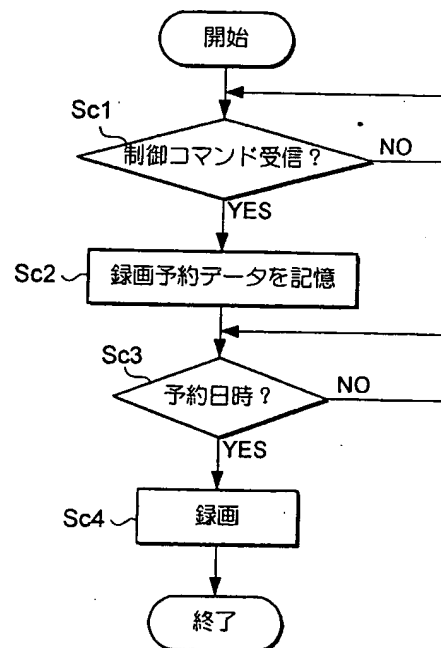 開始
Sc1
制御コマンド受信？
NO
YES
Sc2
録画予約データを記憶
Sc3
予約日時？
NO
YES
Sc4
録画
終了